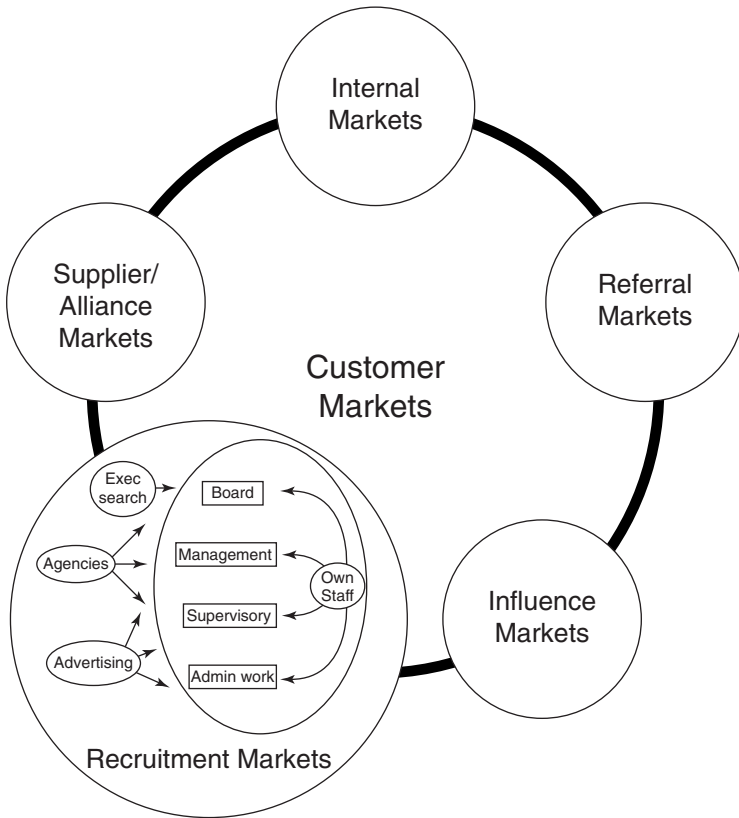 Internal
Markets
Supplier/
Alliance
Markets
Referral
Markets
Customer
Markets
Exec
search
Board
Agencies
Management
Own
Staff
Supervisory
Influence
Markets
Advertising
Admin work
Recruitment Markets